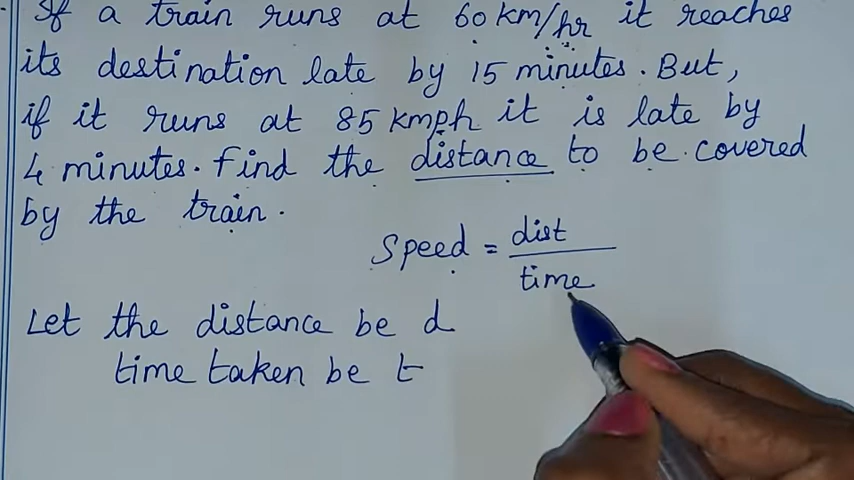 If a train runs at 60 km/hr it reaches
its destination late by 15 minutes. But,
if it runs at 85 kmph it is late by
4 minutes. Find the distance to be covered
by the train.
Speed = dist
time
Let the distance be d
time taken be t